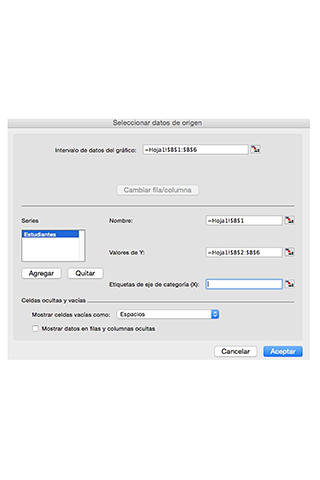 Seleccionar datos de origen
Intervalo de datos del gráfico: =Hoja1!$B$1:$B$6
Cambiar fila/columna
Series
Nombre: =Hoja1!$B$1
Estudiantes
Valores de Y: =Hoja1!$B$2:$B$6
Agregar Quitar
Etiquetas de eje de categoría (X):
Celdas ocultas y vacías
Mostrar celdas vacías como: Espacios
Mostrar datos en filas y columnas ocultas
Cancelar Aceptar